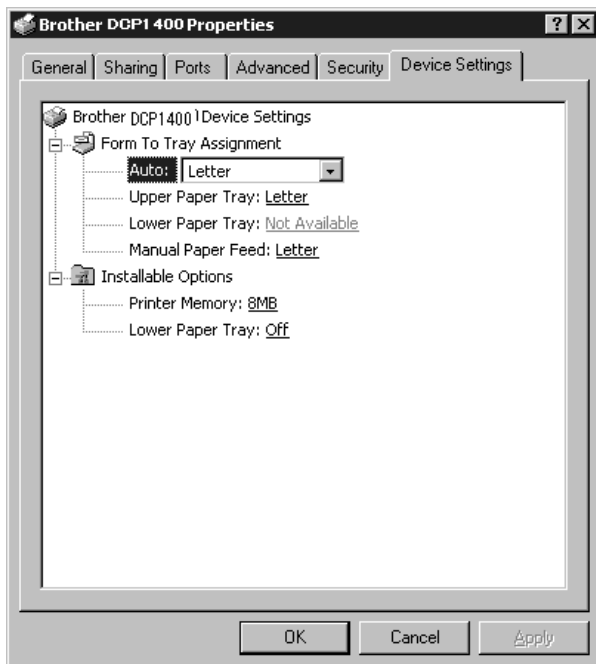 Brother DCP1400 Properties
General Sharing Ports Advanced Security Device Settings
Brother DCP1400 Device Settings
Form To Tray Assignment
Auto: Letter
Upper Paper Tray: Letter
Lower Paper Tray: Not Available
Manual Paper Feed: Letter
Installable Options
Printer Memory: 8MB
Lower Paper Tray: Off
OK Cancel Apply